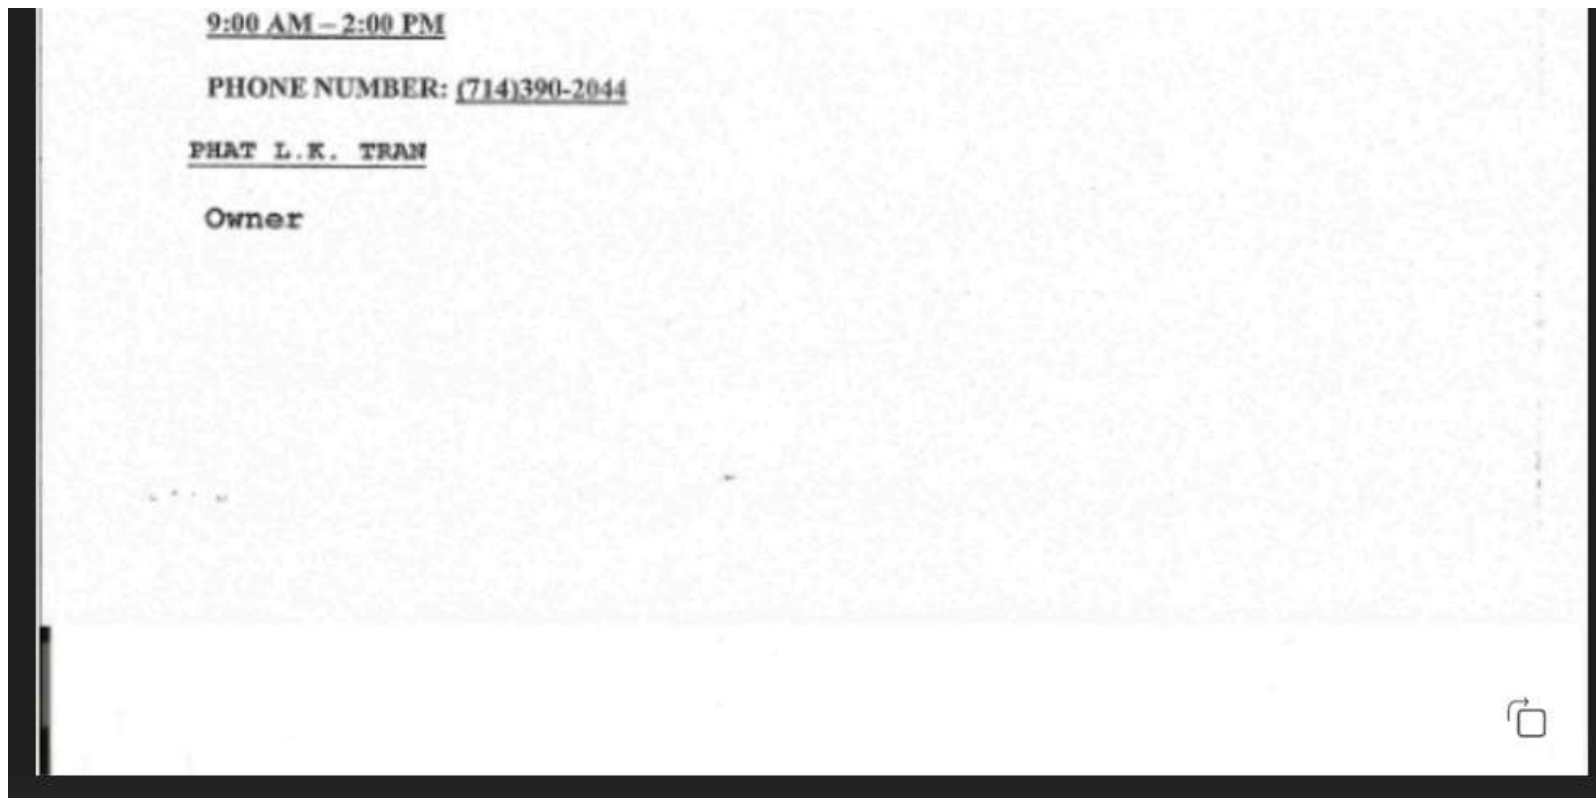 9:00 AM – 2:00 PM
PHONE NUMBER: (714)390-2044
PHAT L.K. TRAN
Owner